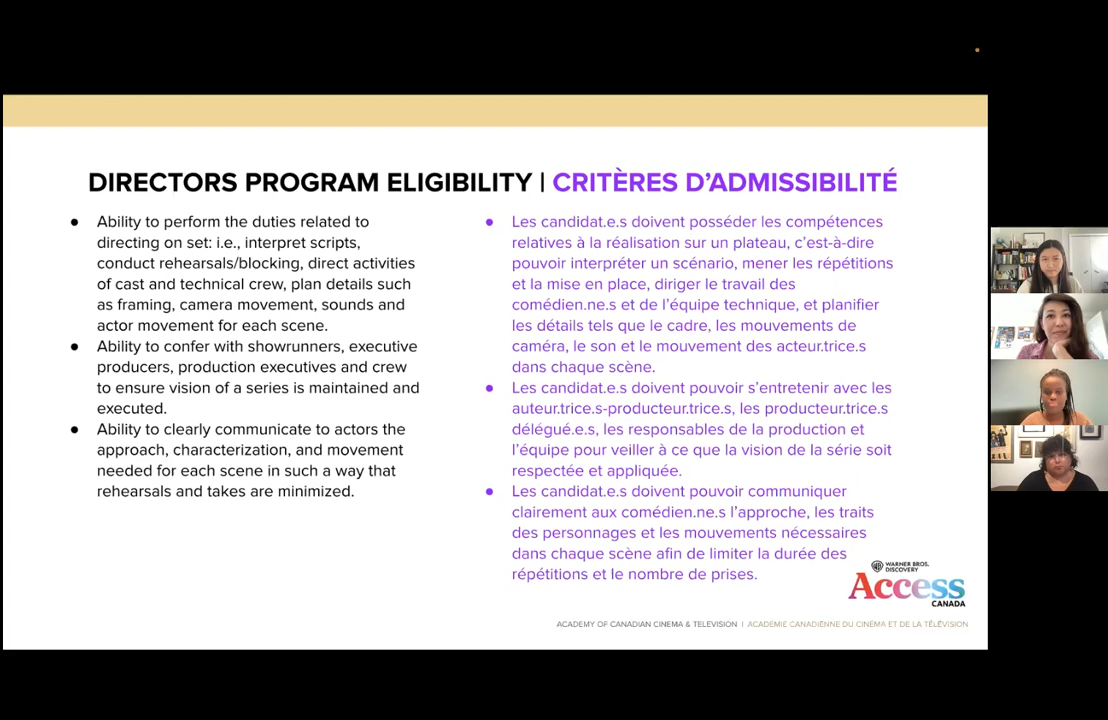 DIRECTORS PROGRAM ELIGIBILITY | CRITÈRES D'ADMISSIBILITÉ
● Ability to perform the duties related to
directing on set: i.e., interpret scripts,
conduct rehearsals/blocking, direct activities
of cast and technical crew, plan details such
as framing, camera movement, sounds and
actor movement for each scene.
● Ability to confer with showrunners, executive
producers, production executives and crew
to ensure vision of a series is maintained and
executed.
● Ability to clearly communicate to actors the
approach, characterization, and movement
needed for each scene in such a way that
rehearsals and takes are minimized.
● Les candidat.e.s doivent posséder les compétences
relatives à la réalisation sur un plateau, c'est-à-dire
pouvoir interpréter un scénario, mener les répétitions
et la mise en place, diriger le travail des
comédien.ne.s et de l'équipe technique, et planifier
les détails tels que le cadre, les mouvements de
caméra, le son et le mouvement des acteur.trice.s
dans chaque scène.
● Les candidat.e.s doivent pouvoir s'entretenir avec les
auteur.trice.s-producteur.trice.s, les producteur.trice.s
délégué.e.s, les responsables de la production et
l'équipe pour veiller à ce que la vision de la série soit
respectée et appliquée.
● Les candidat.e.s doivent pouvoir communiquer
clairement aux comédien.ne.s l'approche, les traits
des personnages et les mouvements nécessaires
dans chaque scène afin de limiter la durée des
répétitions et le nombre de prises.
WARNER BROS.
DISCOVERY
Access
CANADA
ACADEMY OF CANADIAN CINEMA & TELEVISION | ACADÉMIE CANADIENNE DU CINÉMA ET DE LA TÉLÉVISION